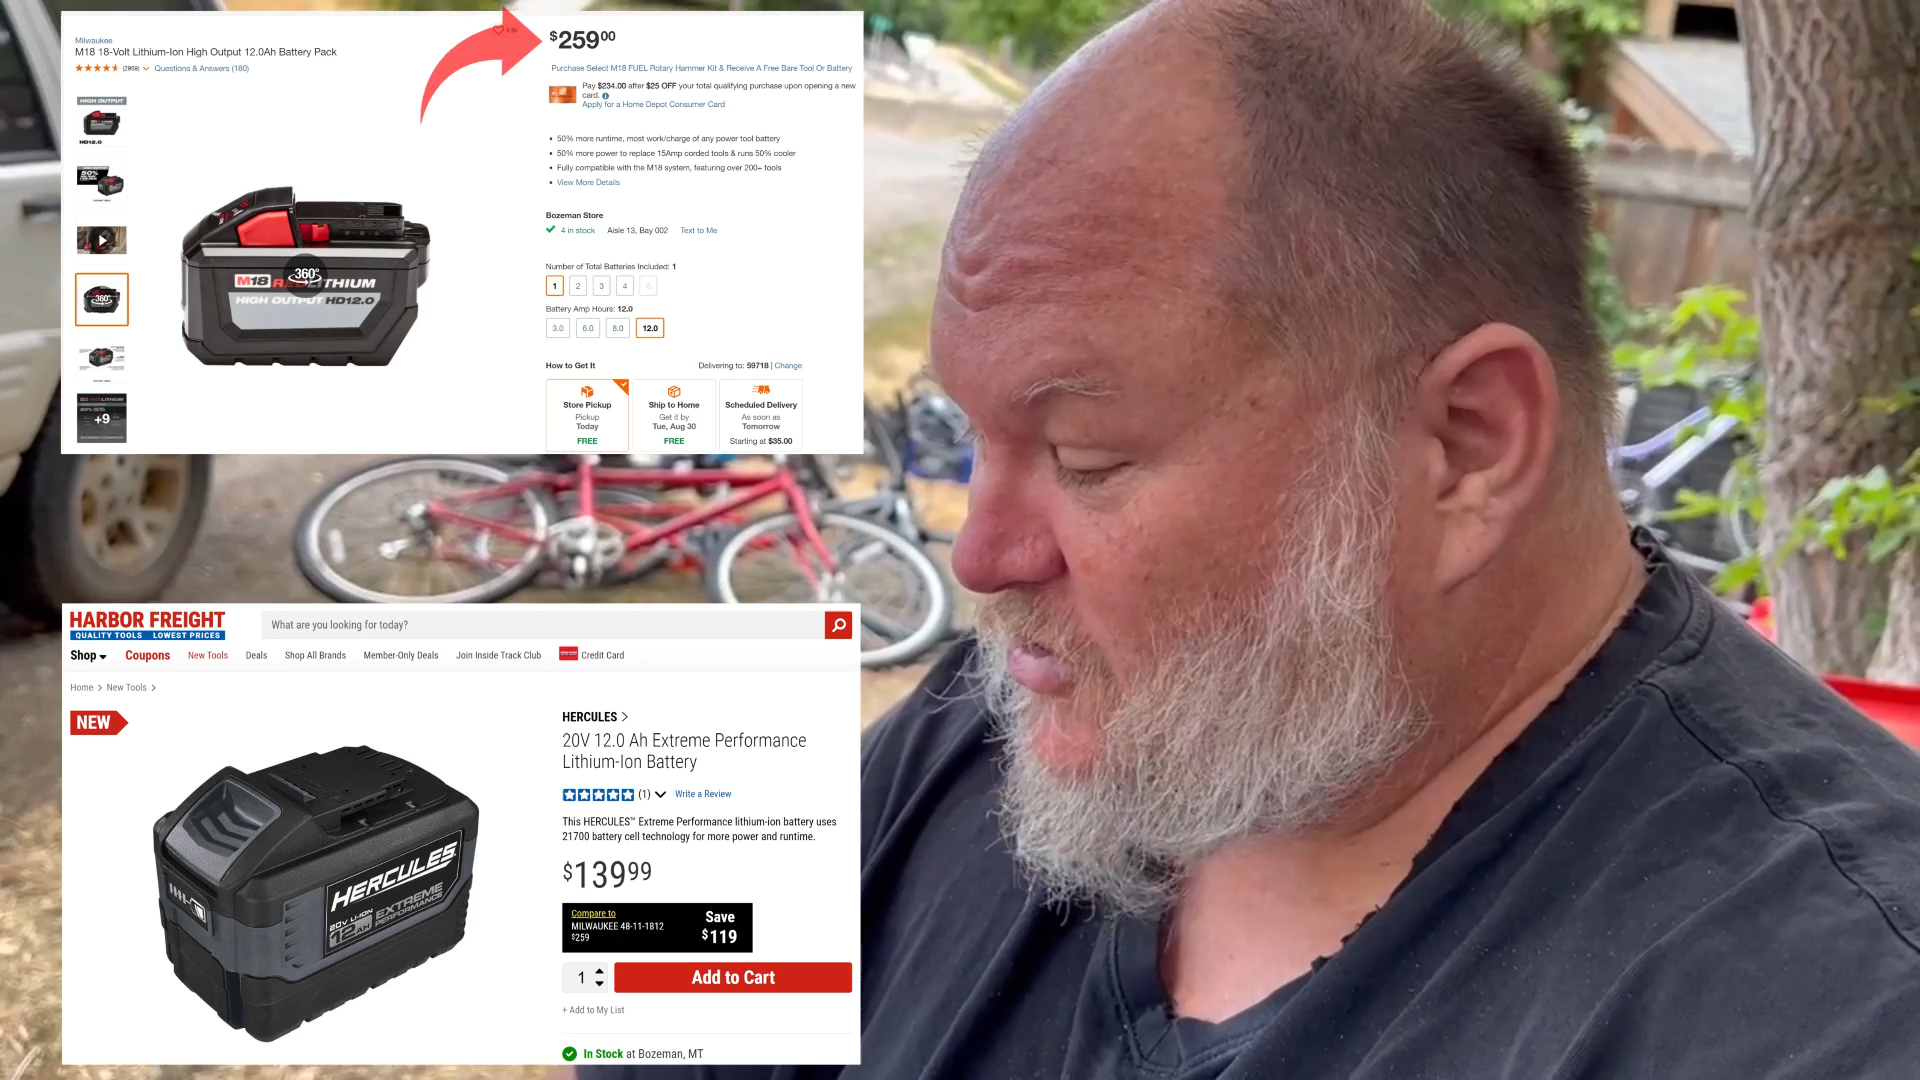 Milwaukee
M18 18-Volt Lithium-Ion High Output 12.0Ah Battery Pack
(2959) Questions & Answers (180)
HIGH OUTPUT
HD12.0
50%
360°
+9
M18 REDLITHIUM
HIGH OUTPUT HD12.0
360°
$25900
Purchase Select M18 FUEL Rotary Hammer Kit & Receive A Free Bare Tool Or Battery
Pay $234.00 after $25 OFF your total qualifying purchase upon opening a new
card.
Apply for a Home Depot Consumer Card
• 50% more runtime, most work/charge of any power tool battery
• 50% more power to replace 15Amp corded tools & runs 50% cooler
• Fully compatible with the M18 system, featuring over 200+ tools
• View More Details
Bozeman Store
4 in stock Aisle 13, Bay 002 Text to Me
Number of Total Batteries Included: 1
1 2 3 4
Battery Amp Hours: 12.0
3.0 6.0 8.0 12.0
How to Get It Delivering to: 59718 | Change
Store Pickup Ship to Home Scheduled Delivery
Pickup Get it by As soon as
Today Tue, Aug 30 Tomorrow
FREE FREE Starting at $35.00
HARBOR FREIGHT
QUALITY TOOLS LOWEST PRICES
What are you looking for today?
Shop Coupons New Tools Deals Shop All Brands Member-Only Deals Join Inside Track Club Credit Card
Home > New Tools >
NEW
HERCULES
20V LI-ION
12AH
EXTREME
PERFORMANCE
HERCULES >
20V 12.0 Ah Extreme Performance
Lithium-Ion Battery
(1) Write a Review
This HERCULES™ Extreme Performance lithium-ion battery uses
21700 battery cell technology for more power and runtime.
$13999
Compare to
MILWAUKEE 48-11-1812
$259
Save
$119
1 Add to Cart
+ Add to My List
In Stock at Bozeman, MT